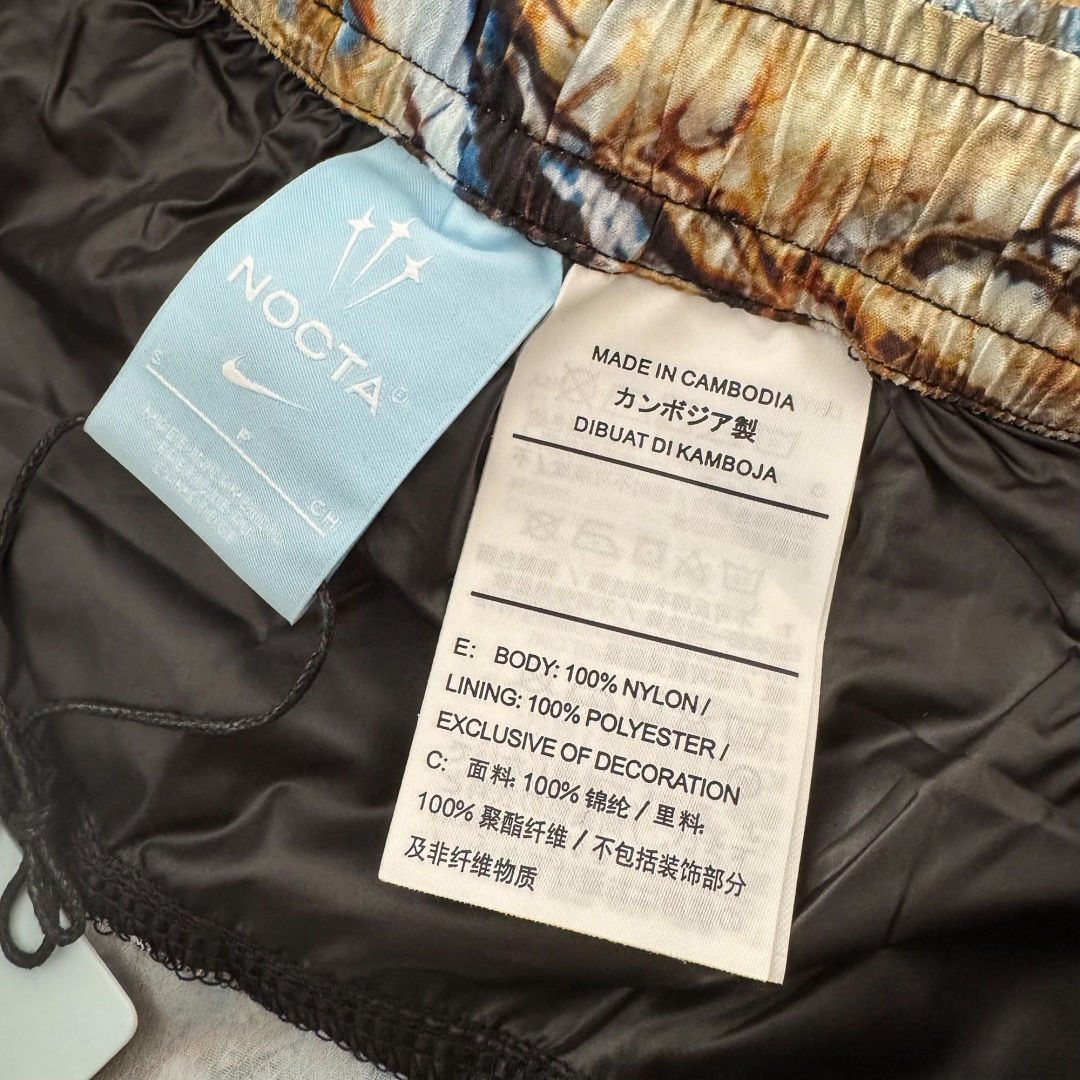 NOCTA®
S
P
CH
MADE IN CAMBODIA
カンボジア製
DIBUAT DI KAMBOJA
E: BODY: 100% NYLON /
LINING: 100% POLYESTER /
EXCLUSIVE OF DECORATION
C: 面料: 100% 锦纶 / 里料:
100% 聚酯纤维 / 不包括装饰部分
及非纤维物质